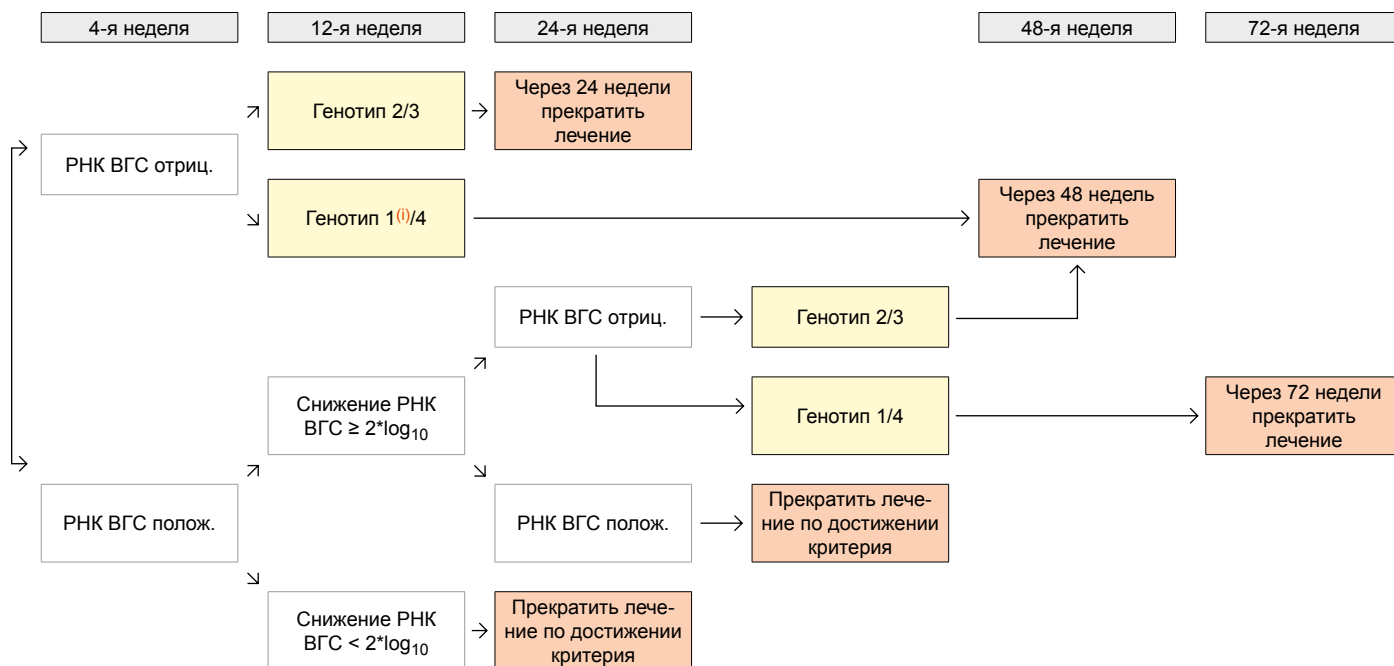 4-я неделя
12-я неделя
24-я неделя
48-я неделя
72-я неделя
РНК ВГС отриц.
Генотип 2/3
Через 24 недели
прекратить
лечение
Генотип 1(i)/4
Через 48 недель
прекратить
лечение
РНК ВГС отриц.
Генотип 2/3
Снижение РНК
ВГС ≥ 2*log10
Генотип 1/4
Через 72 недели
прекратить
лечение
РНК ВГС полож.
РНК ВГС полож.
Прекратить лече-
ние по достижении
критерия
Снижение РНК
ВГС < 2*log10
Прекратить лече-
ние по достижении
критерия